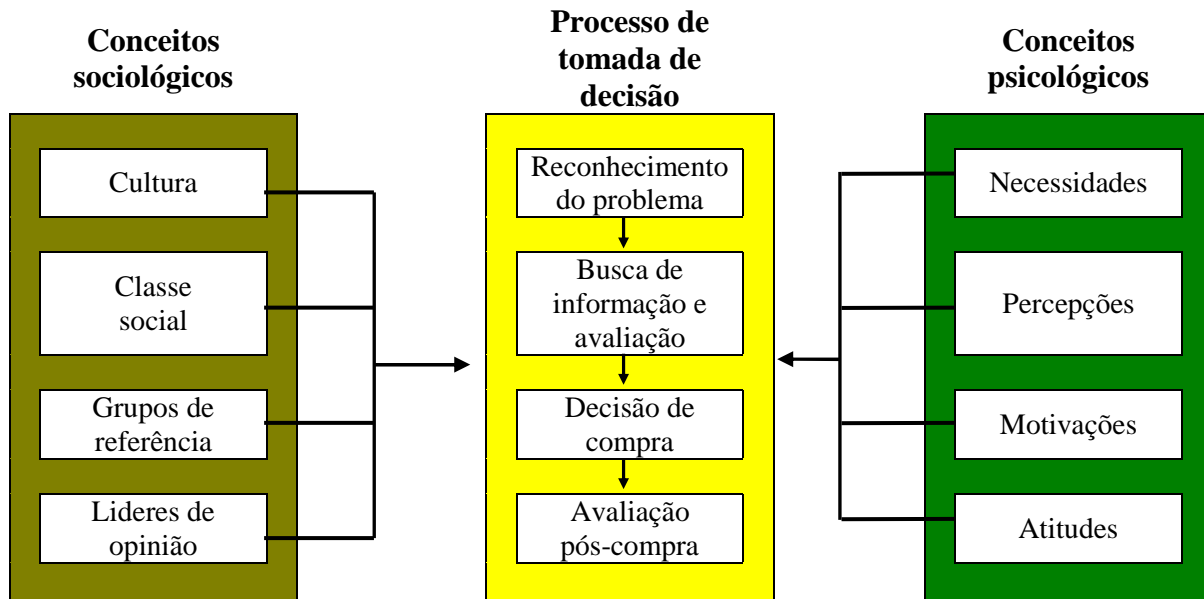 Conceitos
sociológicos
Cultura
Classe
social
Grupos de
referência
Lideres de
opinião
Processo de
tomada de
decisão
Reconhecimento
do problema
Busca de
informação e
avaliação
Decisão de
compra
Avaliação
pós-compra
Conceitos
psicológicos
Necessidades
Percepções
Motivações
Atitudes